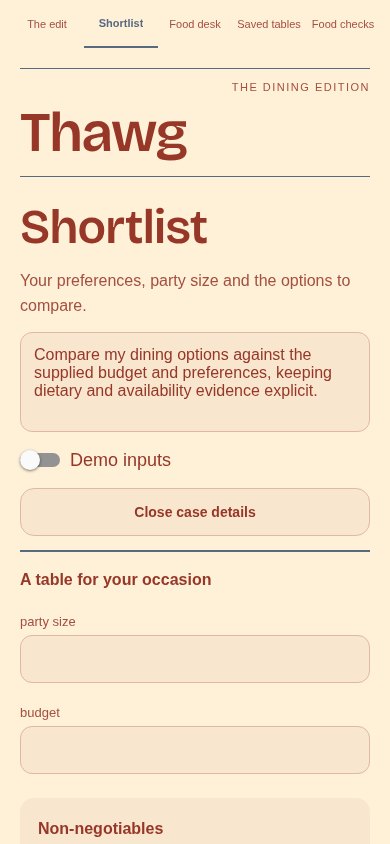 The edit
Shortlist
Food desk
Saved tables
Food checks
THE DINING EDITION
Thawg
Shortlist
Your preferences, party size and the options to
compare.
Compare my dining options against the
supplied budget and preferences, keeping
dietary and availability evidence explicit.
Demo inputs
Close case details
A table for your occasion
party size
budget
Non-negotiables